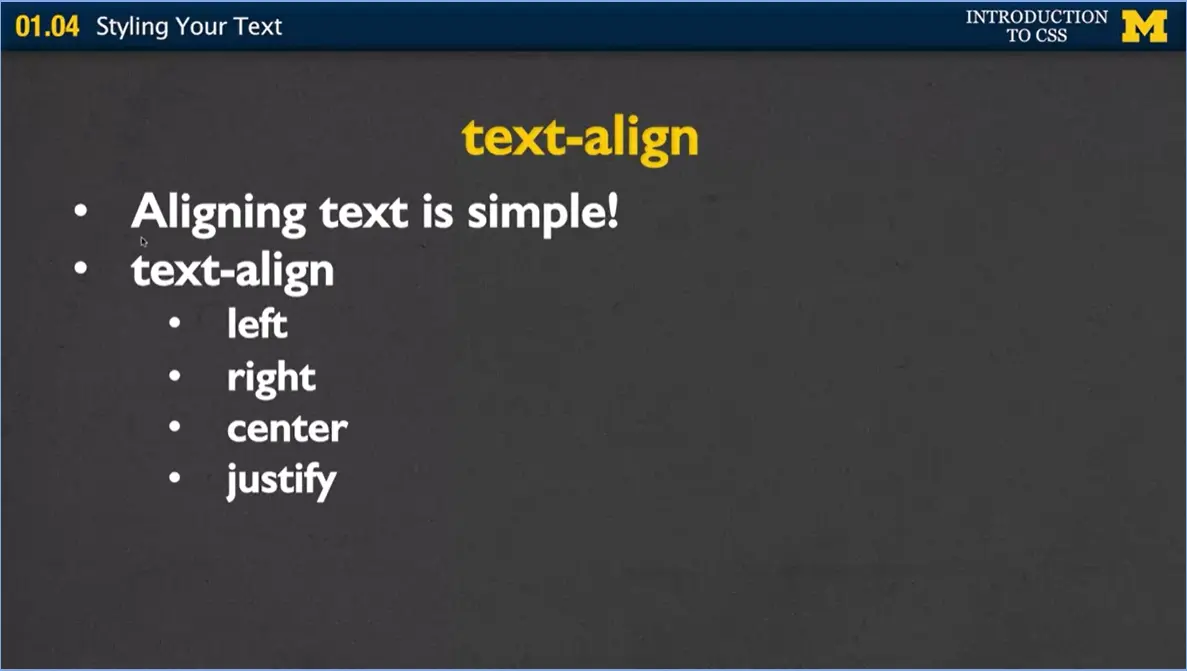 01.04 Styling Your Text
INTRODUCTION
TO CSS
M
text-align
• Aligning text is simple!
• text-align
• left
• right
• center
• justify